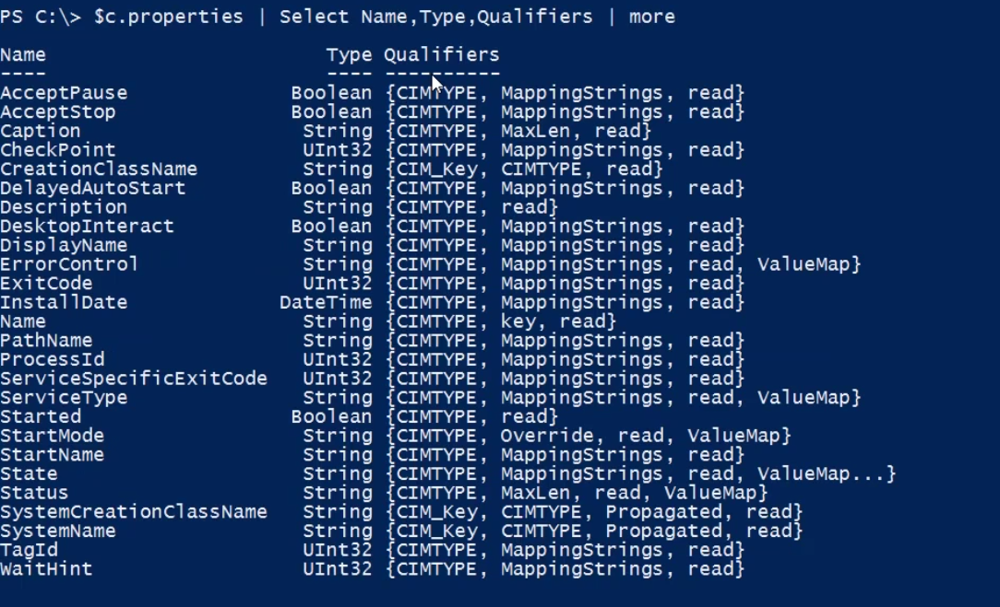 PS C:\> $c.properties | Select Name,Type,Qualifiers | more
Name Type Qualifiers
---- ---- ----------
AcceptPause Boolean {CIMTYPE, MappingStrings, read}
AcceptStop Boolean {CIMTYPE, MappingStrings, read}
Caption String {CIMTYPE, MaxLen, read}
CheckPoint UInt32 {CIMTYPE, MappingStrings, read}
CreationClassName String {CIM_Key, CIMTYPE, read}
DelayedAutoStart Boolean {CIMTYPE, MappingStrings, read}
Description String {CIMTYPE, read}
DesktopInteract Boolean {CIMTYPE, MappingStrings, read}
DisplayName String {CIMTYPE, MappingStrings, read}
ErrorControl String {CIMTYPE, MappingStrings, read, ValueMap}
ExitCode UInt32 {CIMTYPE, MappingStrings, read}
InstallDate DateTime {CIMTYPE, MappingStrings, read}
Name String {CIMTYPE, key, read}
PathName String {CIMTYPE, MappingStrings, read}
ProcessId UInt32 {CIMTYPE, MappingStrings, read}
ServiceSpecificExitCode UInt32 {CIMTYPE, MappingStrings, read}
ServiceType String {CIMTYPE, MappingStrings, read, ValueMap}
Started Boolean {CIMTYPE, read}
StartMode String {CIMTYPE, Override, read, ValueMap}
StartName String {CIMTYPE, MappingStrings, read}
State String {CIMTYPE, MappingStrings, read, ValueMap...}
Status String {CIMTYPE, MaxLen, read, ValueMap}
SystemCreationClassName String {CIM_Key, CIMTYPE, Propagated, read}
SystemName String {CIM_Key, CIMTYPE, Propagated, read}
TagId UInt32 {CIMTYPE, MappingStrings, read}
WaitHint UInt32 {CIMTYPE, MappingStrings, read}